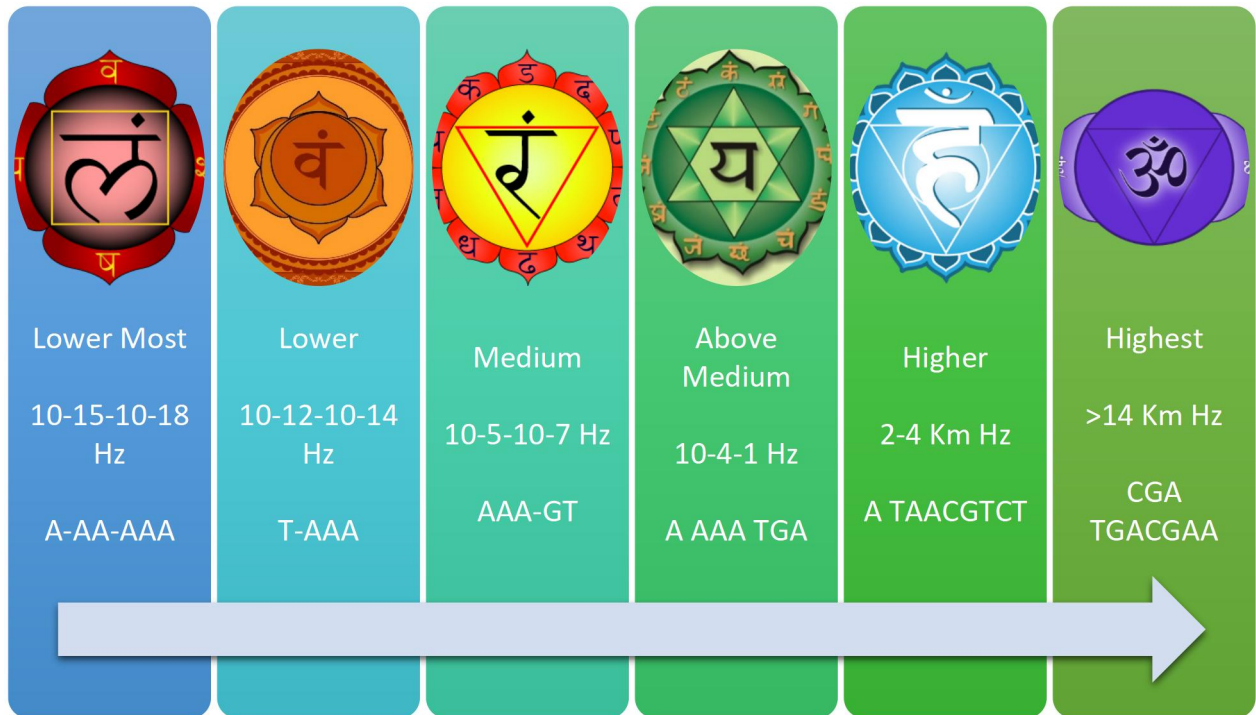 व
लं
ष
वं
क
ड
ढ
रं
ध
ढ
थ
कं
य
जं
चं
हं
ॐ
Lower Most
10-15-10-18
Hz
A-AA-AAA
Lower
10-12-10-14
Hz
T-AAA
Medium
10-5-10-7 Hz
AAA-GT
Above
Medium
10-4-1 Hz
A AAA TGA
Higher
2-4 Km Hz
A TAACGTCT
Highest
>14 Km Hz
CGA
TGACGAA